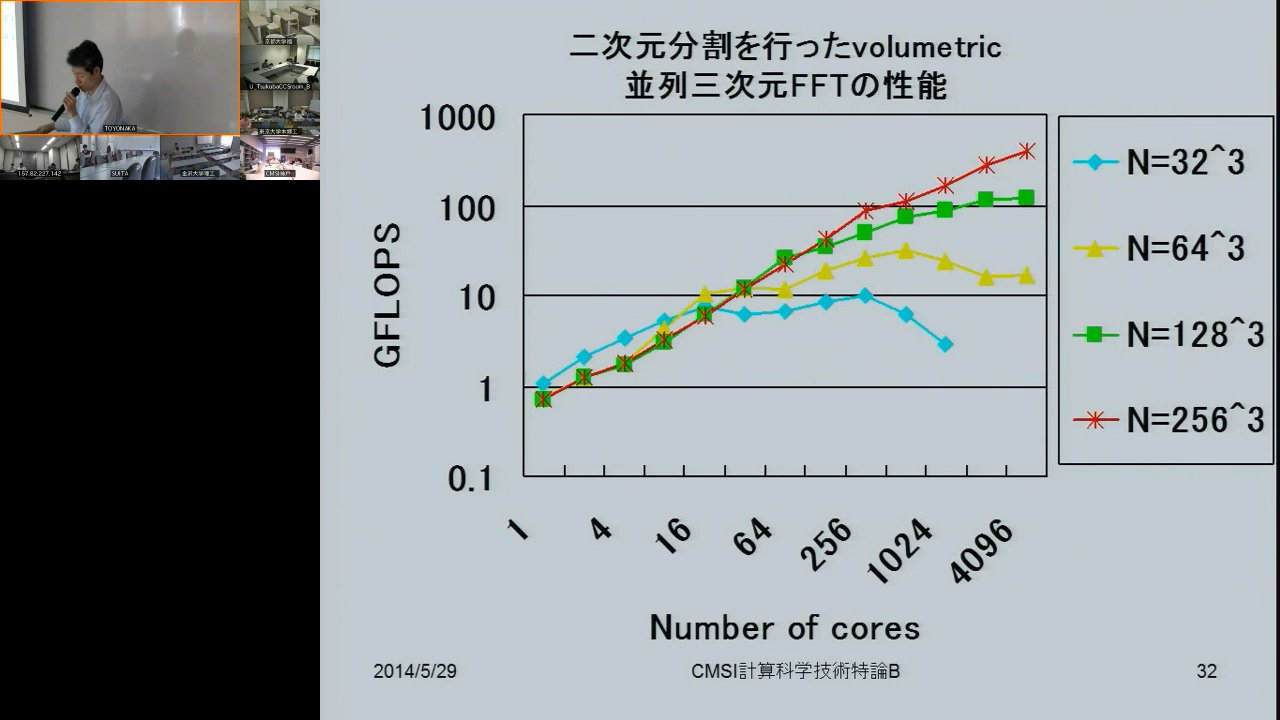 京都大学様
U_TsukubaCCSroom_B
東京大学本郷工
TOYONAKA
157.82.227.142
SUITA
金沢大学理工
CMSI神戸
二次元分割を行ったvolumetric
並列三次元FFTの性能
1000
100
10
1
0.1
GFLOPS
1
4
16
64
256
1024
4096
Number of cores
N=32^3
N=64^3
N=128^3
N=256^3
2014/5/29
CMSI計算科学技術特論B
32